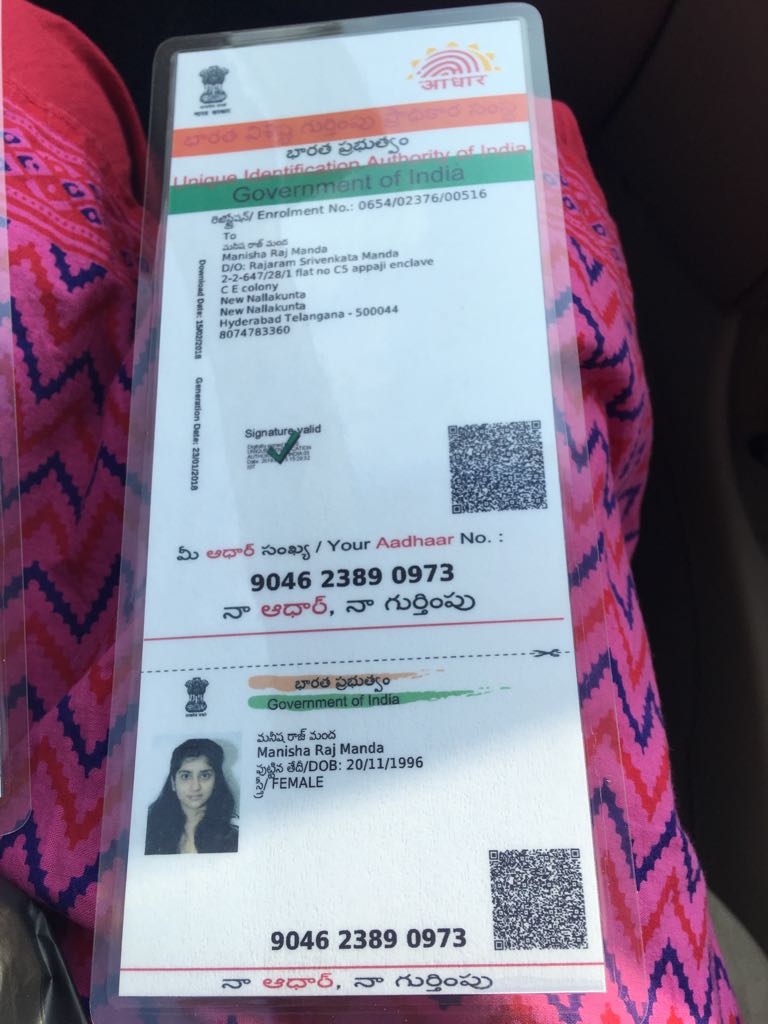 भारत सरकार
आधार
భారత విశిష్ట గుర్తింపు ప్రాధికార సంస్థ
భారత ప్రభుత్వం
Unique Identification Authority of India
Government of India
Enrolment No.: 0654/02376/00516
To
మనీష రాజ్ మంద
Manisha Raj Manda
D/O: Rajaram Srivenkata Manda
2-2-647/28/1 flat no C5 appaji enclave
C E colony
New Nallakunta
New Nallakunta
Hyderabad Telangana - 500044
8074783360
Download Date: 15/02/2018
Generation Date: 23/01/2018
Signature valid
మీ ఆధార్ సంఖ్య / Your Aadhaar No. :
9046 2389 0973
నా ఆధార్, నా గుర్తింపు
భారత ప్రభుత్వం
Government of India
మనీష రాజ్ మంద
Manisha Raj Manda
పుట్టిన తేదీ/DOB: 20/11/1996
స్త్రీ/ FEMALE
9046 2389 0973
నా ఆధార్, నా గుర్తింపు